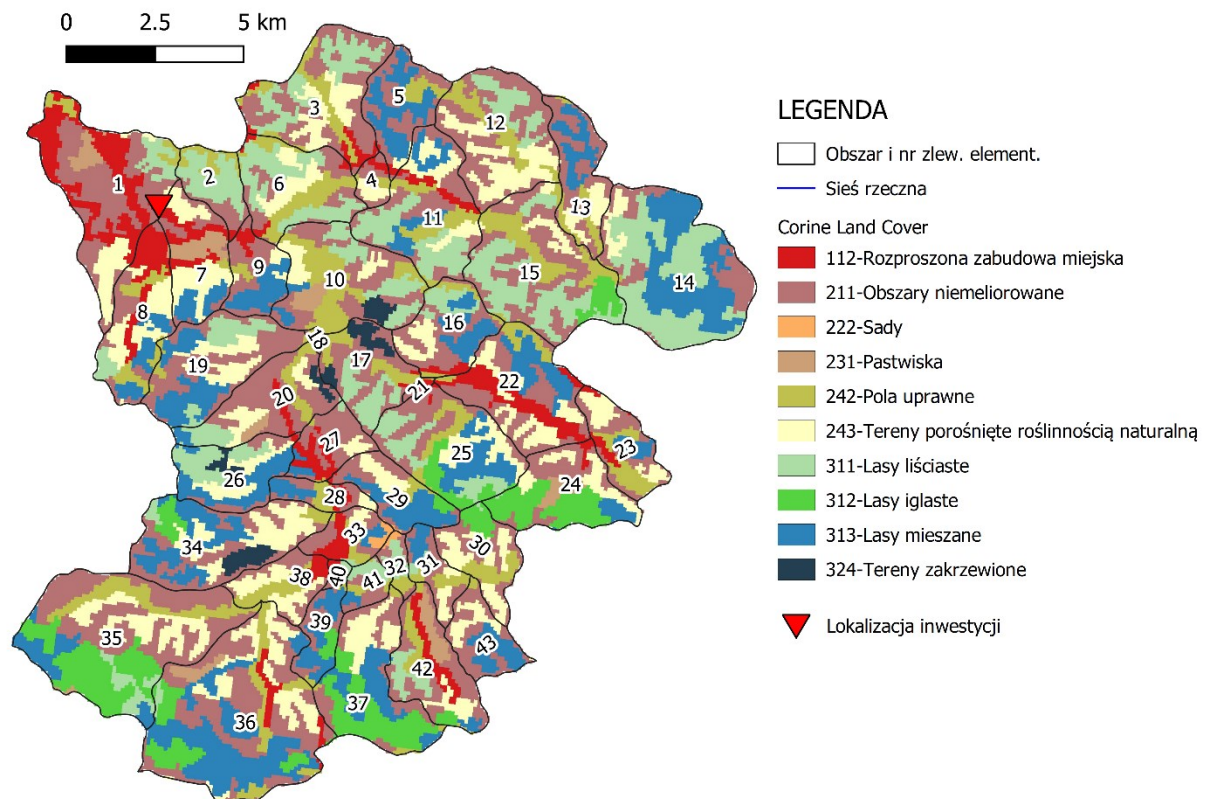 0 2.5 5 km
LEGENDA
Obszar i nr zlew. element.
Sieś rzeczna
Corine Land Cover
112-Rozproszona zabudowa miejska
211-Obszary niemeliorowane
222-Sady
231-Pastwiska
242-Pola uprawne
243-Tereny porośnięte roślinnością naturalną
311-Lasy liściaste
312-Lasy iglaste
313-Lasy mieszane
324-Tereny zakrzewione
Lokalizacja inwestycji
5
3
12
4
2
1
6
13
11
7
9
10
15
14
8
16
18
17
19
22
20
21
27
23
25
26
24
28
29
33
34
30
31
32
38
40
41
39
35
43
42
37
36